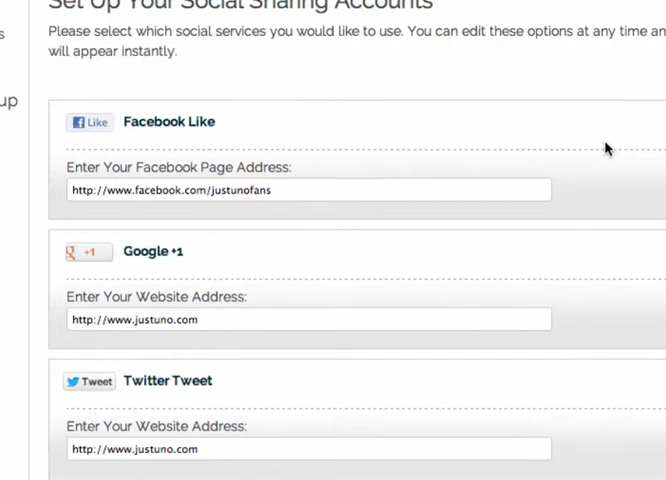 Set Up Your Social Sharing Accounts
s
Please select which social services you would like to use. You can edit these options at any time an
will appear instantly.
up
Like Facebook Like
Enter Your Facebook Page Address:
http://www.facebook.com/justunofans
g +1 Google +1
Enter Your Website Address:
http://www.justuno.com
Tweet Twitter Tweet
Enter Your Website Address:
http://www.justuno.com